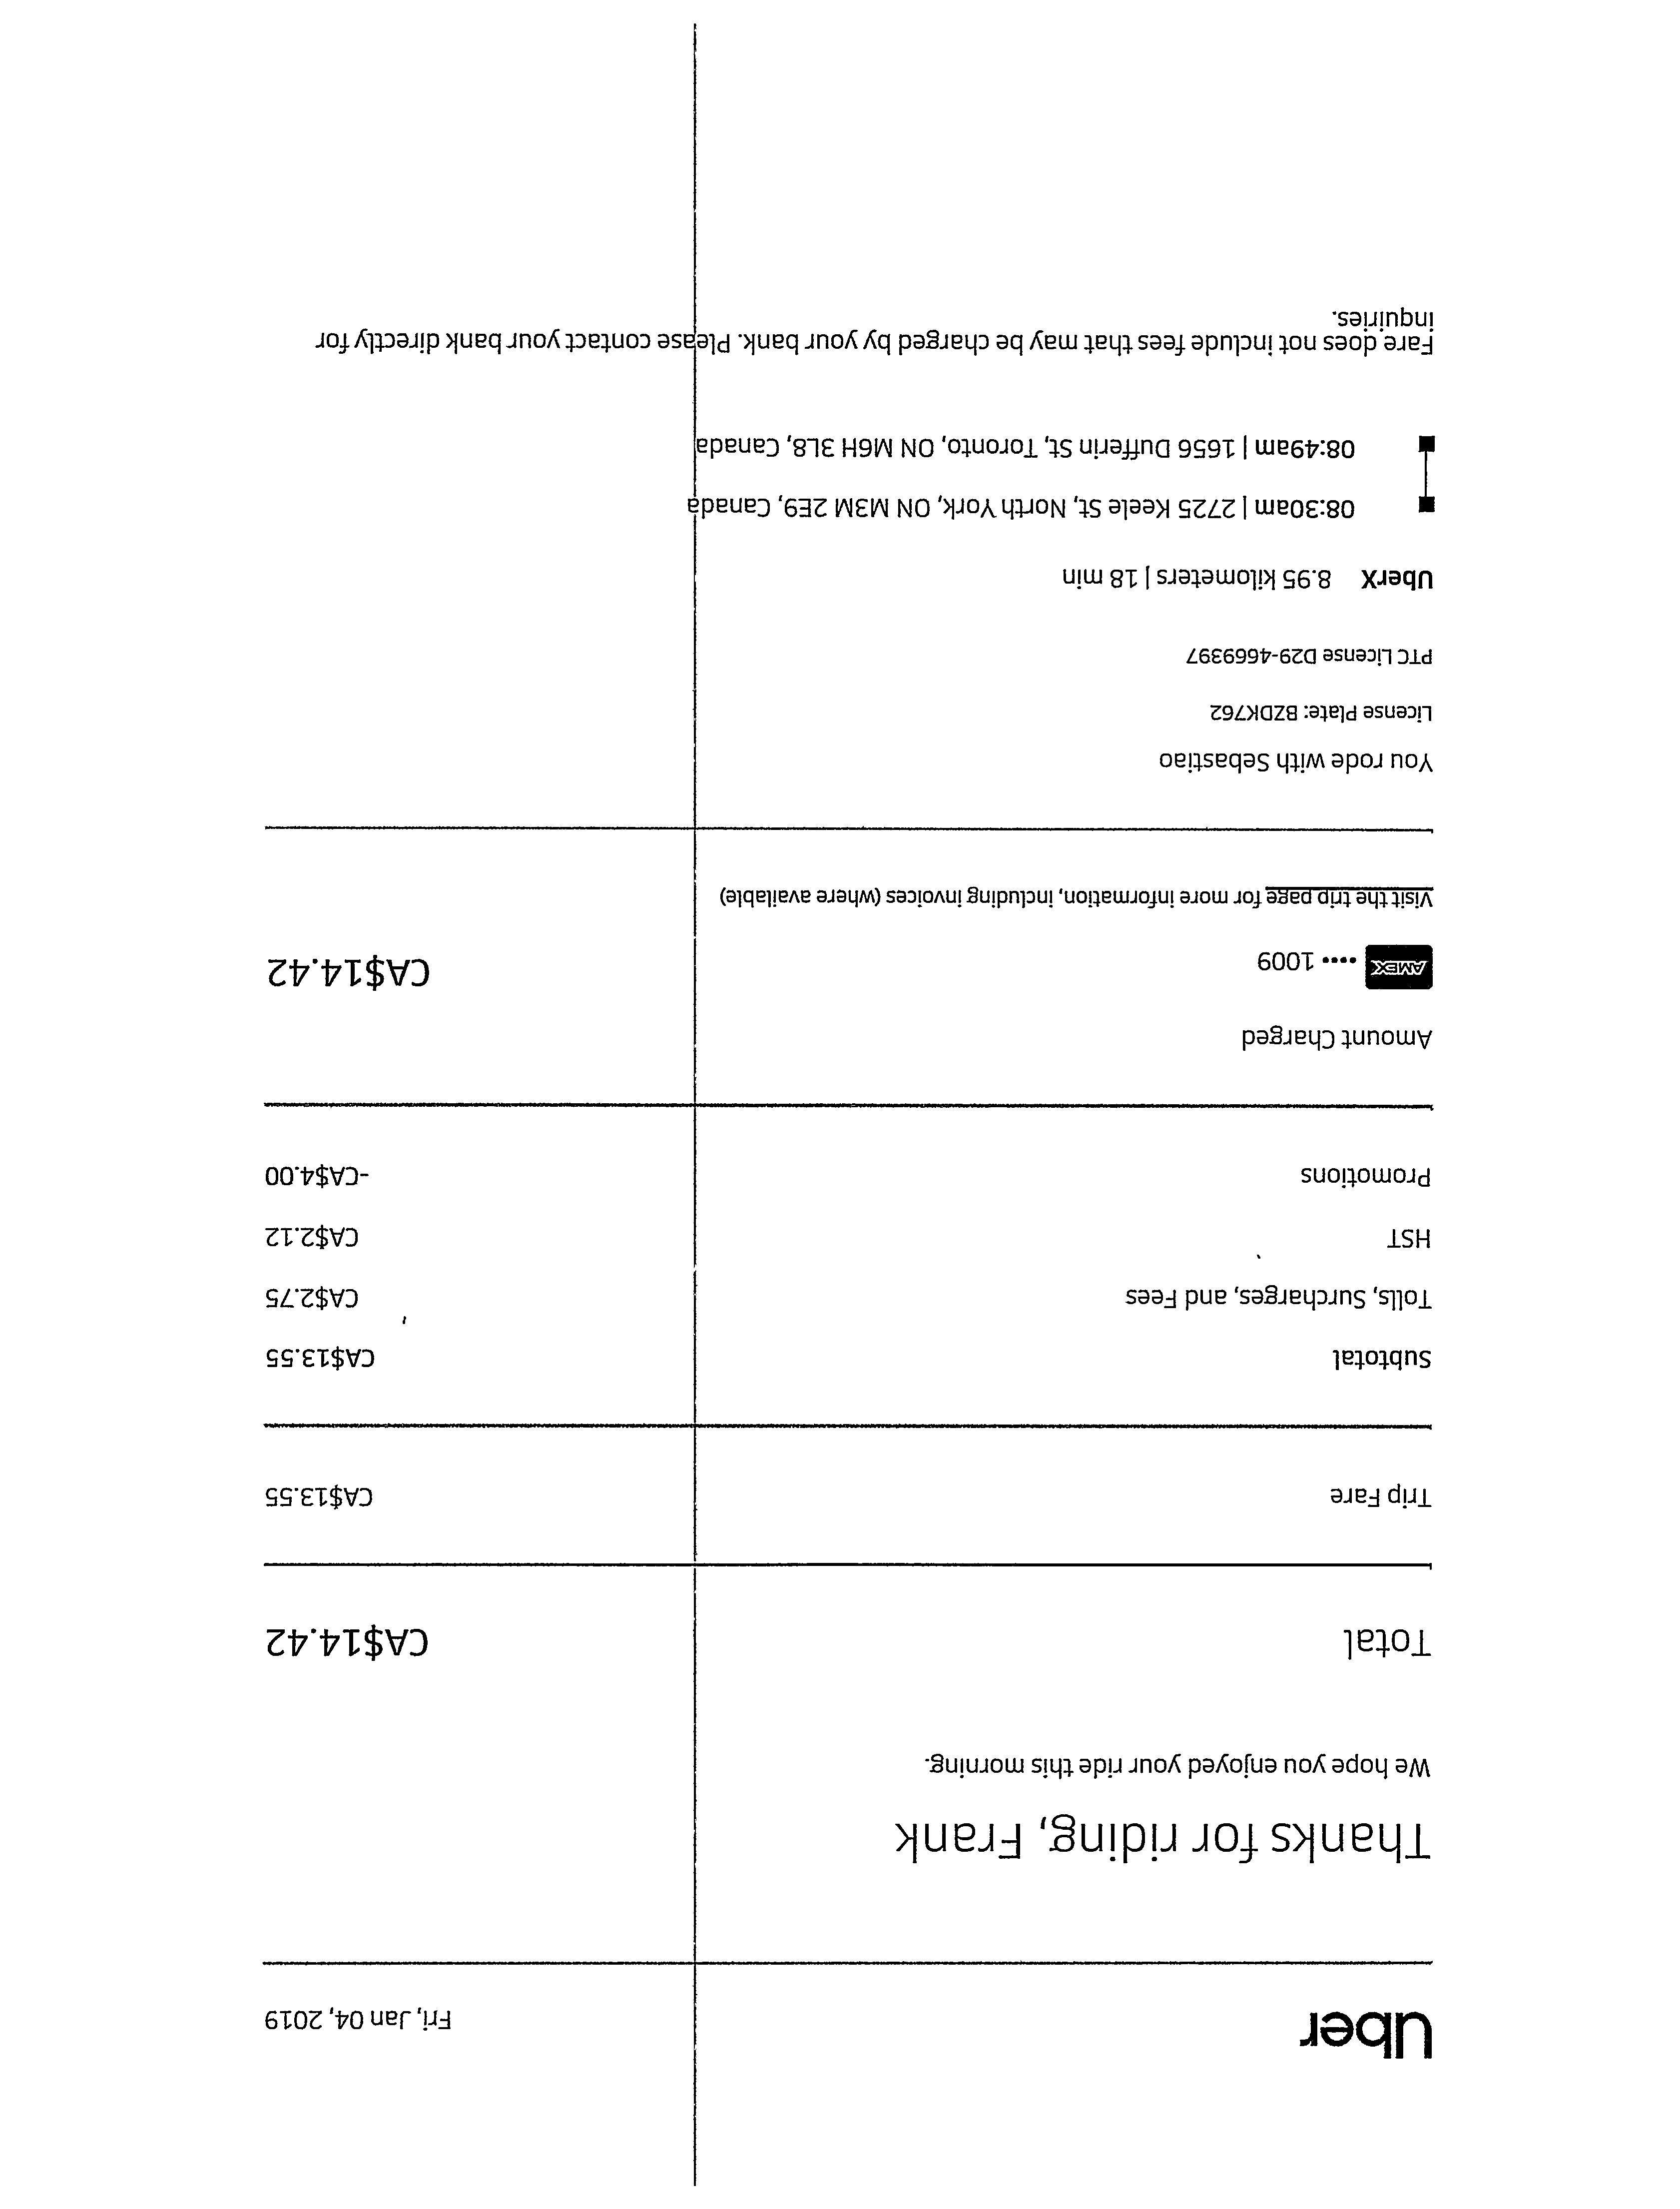 Uber
Fri, Jan 04, 2019
Thanks for riding, Frank
We hope you enjoyed your ride this morning.
Total CA$14.42
Trip Fare CA$13.55
Subtotal CA$13.55
Tolls, Surcharges, and Fees CA$2.75
HST CA$2.12
Promotions -CA$4.00
Amount Charged
AMEX •••• 1009 CA$14.42
Visit the trip page for more information, including invoices (where available)
You rode with Sebastiao
License Plate: BZDK762
PTC License D29-4669397
UberX 8.95 kilometers | 18 min
08:30am | 2725 Keele St, North York, ON M3M 2E9, Canada
08:49am | 1656 Dufferin St, Toronto, ON M6H 3L8, Canada
Fare does not include fees that may be charged by your bank. Please contact your bank directly for
inquiries.